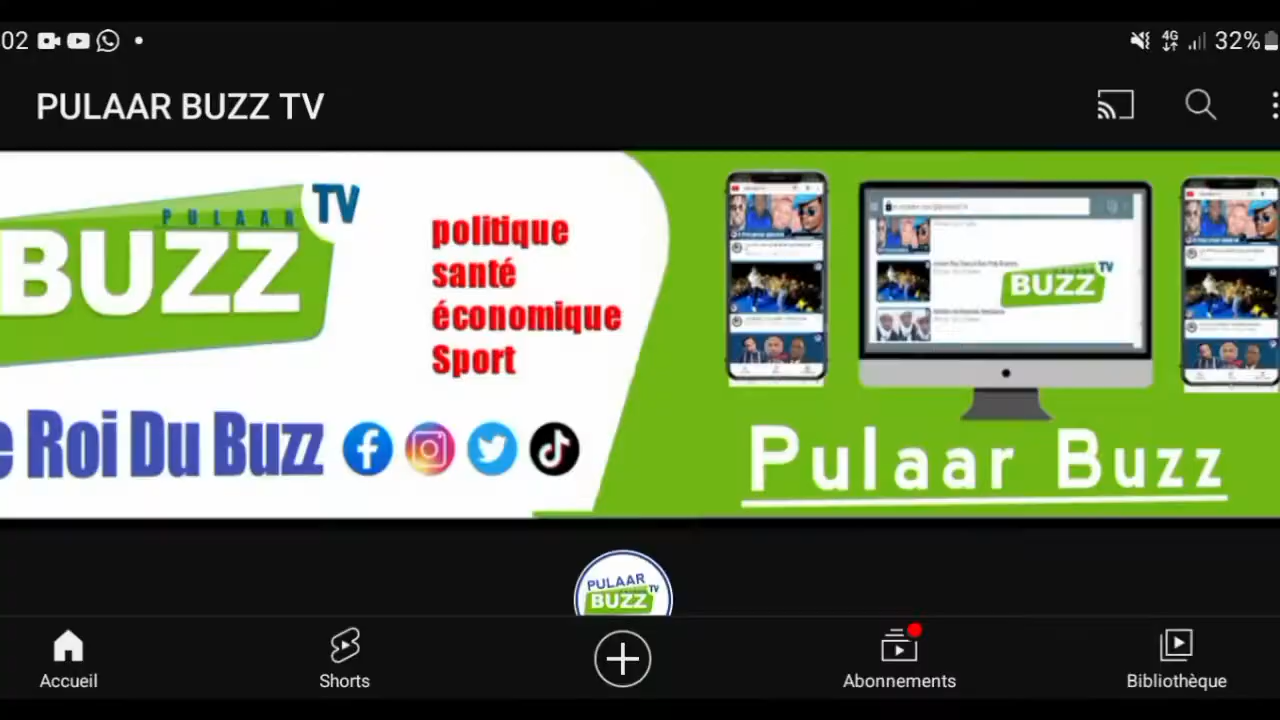 02
4G
32%
PULAAR BUZZ TV
PULAAR
TV
BUZZ
politique
santé
économique
Sport
e Roi Du Buzz
BUZZ
TV
Pulaar Buzz
PULAAR
TV
BUZZ
Accueil
Shorts
Abonnements
Bibliothèque